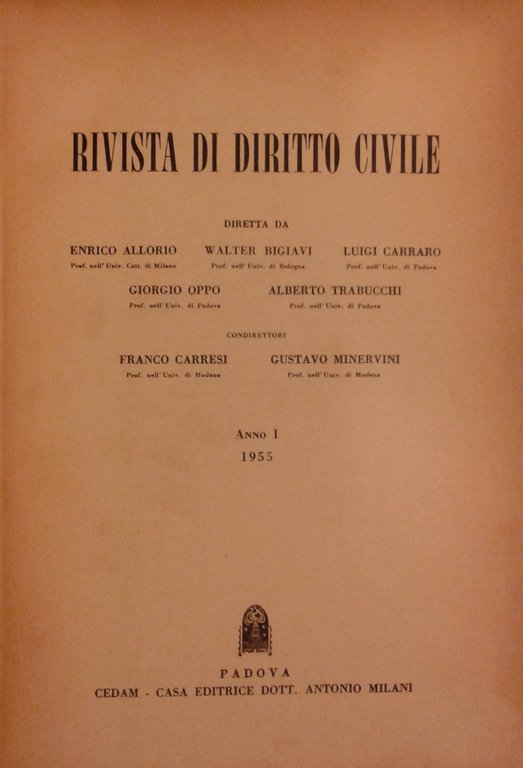 RIVISTA DI DIRITTO CIVILE
DIRETTA DA
ENRICO ALLORIO WALTER BIGIAVI LUIGI CARRARO
Prof. nell'Univ. Catt. di Milano Prof. nell'Univ. di Bologna Prof. nell'Univ. di Padova
GIORGIO OPPO ALBERTO TRABUCCHI
Prof. nell'Univ. di Padova Prof. nell'Univ. di Padova
CONDIRETTORI
FRANCO CARRESI GUSTAVO MINERVINI
Prof. nell'Univ. di Modena Prof. nell'Univ. di Modena
ANNO I
1955
PADOVA
CEDAM - CASA EDITRICE DOTT. ANTONIO MILANI